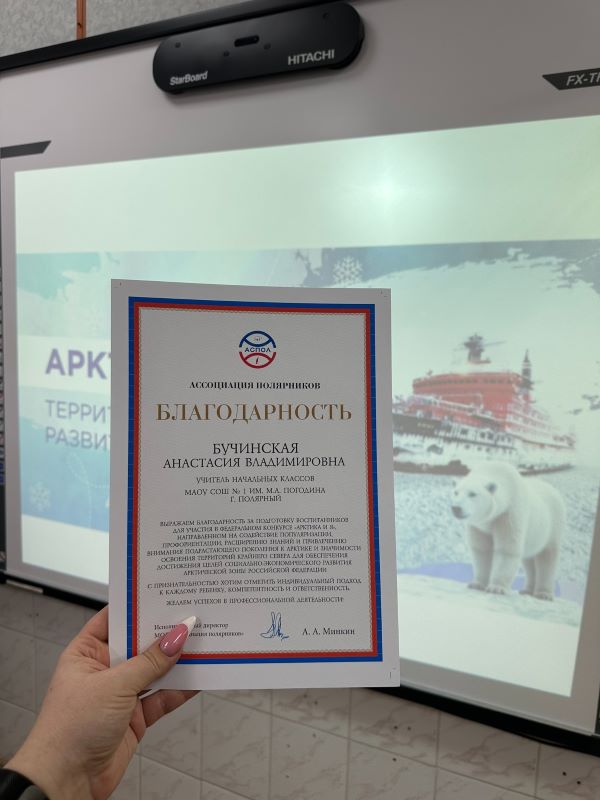 StarBoard
HITACHI
АРКТ
ТЕРРИТ
РАЗВИТ
АСПОЛ
АССОЦИАЦИЯ ПОЛЯРНИКОВ
БЛАГОДАРНОСТЬ
БУЧИНСКАЯ
АНАСТАСИЯ ВЛАДИМИРОВНА
УЧИТЕЛЬ НАЧАЛЬНЫХ КЛАССОВ
МАОУ СОШ № 1 ИМ. М.А. ПОГОДИНА
Г. ПОЛЯРНЫЙ
ВЫРАЖАЕМ БЛАГОДАРНОСТЬ ЗА ПОДГОТОВКУ ВОСПИТАННИКОВ
ДЛЯ УЧАСТИЯ В ФЕДЕРАЛЬНОМ КОНКУРСЕ «АРКТИКА И Я»,
НАПРАВЛЕННОМ НА СОДЕЙСТВИЕ ПОПУЛЯРИЗАЦИИ,
ПРОФОРИЕНТАЦИИ, РАСШИРЕНИЮ ЗНАНИЙ И ПРИВЛЕЧЕНИЮ
ВНИМАНИЯ ПОДРАСТАЮЩЕГО ПОКОЛЕНИЯ К АРКТИКЕ И ЗНАЧИМОСТИ
ОСВОЕНИЯ ТЕРРИТОРИЙ КРАЙНЕГО СЕВЕРА ДЛЯ ОБЕСПЕЧЕНИЯ
ДОСТИЖЕНИЯ ЦЕЛЕЙ СОЦИАЛЬНО-ЭКОНОМИЧЕСКОГО РАЗВИТИЯ
АРКТИЧЕСКОЙ ЗОНЫ РОССИЙСКОЙ ФЕДЕРАЦИИ
С ПРИЗНАТЕЛЬНОСТЬЮ ХОТИМ ОТМЕТИТЬ ИНДИВИДУАЛЬНЫЙ ПОДХОД
К КАЖДОМУ РЕБЕНКУ, КОМПЕТЕНТНОСТЬ И ОТВЕТСТВЕННОСТЬ.
ЖЕЛАЕМ УСПЕХОВ В ПРОФЕССИОНАЛЬНОЙ ДЕЯТЕЛЬНОСТИ!
директор
полярников»
А. А. Минкин